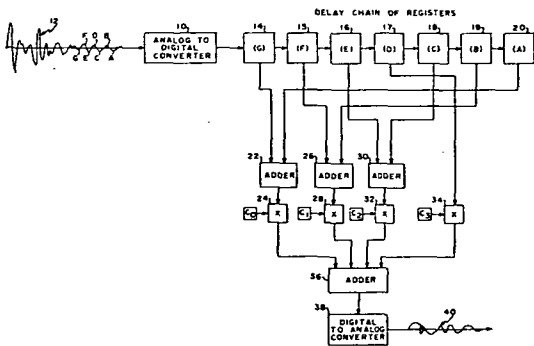 DELAY CHAIN OF REGISTERS
12 10 14 15 16 17 18 19 20
F D B
G E C A
ANALOG TO DIGITAL CONVERTER
(G) (F) (E) (D) (C) (B) (A)
22 26 30
ADDER ADDER ADDER
24 28 32 34
C0 X C1 X C2 X C3 X
36
ADDER
38 40
DIGITAL TO ANALOG CONVERTER